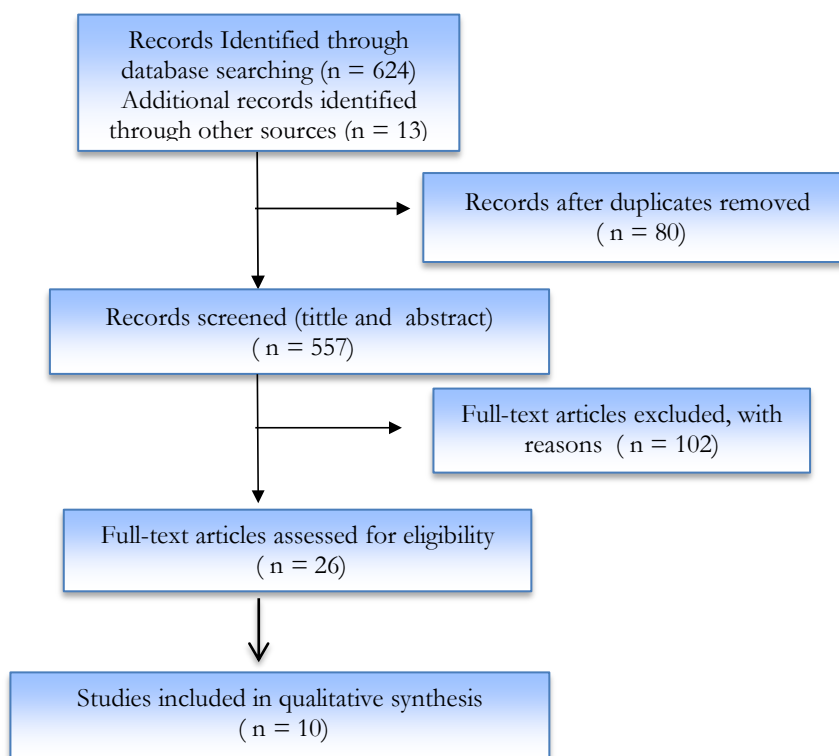 Records Identified through
database searching (n = 624)
Additional records identified
through other sources (n = 13)
Records after duplicates removed
( n = 80)
Records screened (tittle and abstract)
( n = 557)
Full-text articles excluded, with
reasons ( n = 102)
Full-text articles assessed for eligibility
( n = 26)
Studies included in qualitative synthesis
( n = 10)